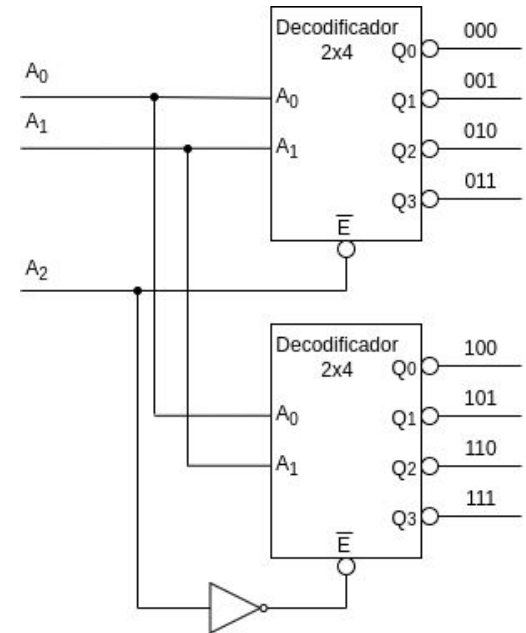 Decodificador
2x4
Q0
000
A0
A0
Q1
001
A1
A1
Q2
010
Q3
011
E
A2
Decodificador
2x4
Q0
100
A0
Q1
101
A1
Q2
110
Q3
111
E